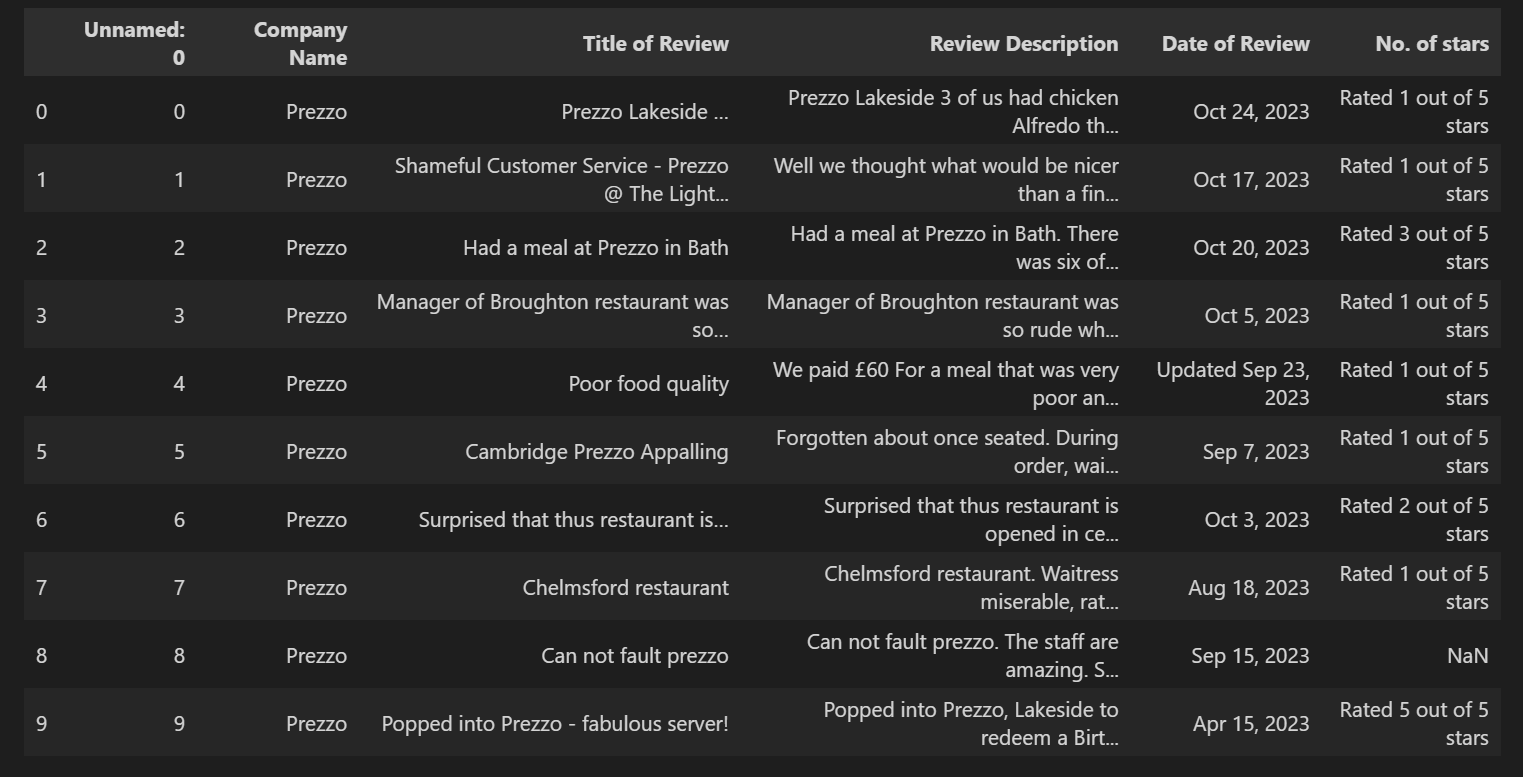 Unnamed: 0 Company Name Title of Review Review Description Date of Review No. of stars
0 0 Prezzo Prezzo Lakeside ... Prezzo Lakeside 3 of us had chicken Alfredo th... Oct 24, 2023 Rated 1 out of 5 stars
1 1 Prezzo Shameful Customer Service - Prezzo @ The Light... Well we thought what would be nicer than a fin... Oct 17, 2023 Rated 1 out of 5 stars
2 2 Prezzo Had a meal at Prezzo in Bath Had a meal at Prezzo in Bath. There was six of... Oct 20, 2023 Rated 3 out of 5 stars
3 3 Prezzo Manager of Broughton restaurant was so... Manager of Broughton restaurant was so rude wh... Oct 5, 2023 Rated 1 out of 5 stars
4 4 Prezzo Poor food quality We paid £60 For a meal that was very poor an... Updated Sep 23, 2023 Rated 1 out of 5 stars
5 5 Prezzo Cambridge Prezzo Appalling Forgotten about once seated. During order, wai... Sep 7, 2023 Rated 1 out of 5 stars
6 6 Prezzo Surprised that thus restaurant is... Surprised that thus restaurant is opened in ce... Oct 3, 2023 Rated 2 out of 5 stars
7 7 Prezzo Chelmsford restaurant Chelmsford restaurant. Waitress miserable, rat... Aug 18, 2023 Rated 1 out of 5 stars
8 8 Prezzo Can not fault prezzo Can not fault prezzo. The staff are amazing. S... Sep 15, 2023 NaN
9 9 Prezzo Popped into Prezzo - fabulous server! Popped into Prezzo, Lakeside to redeem a Birt... Apr 15, 2023 Rated 5 out of 5 stars